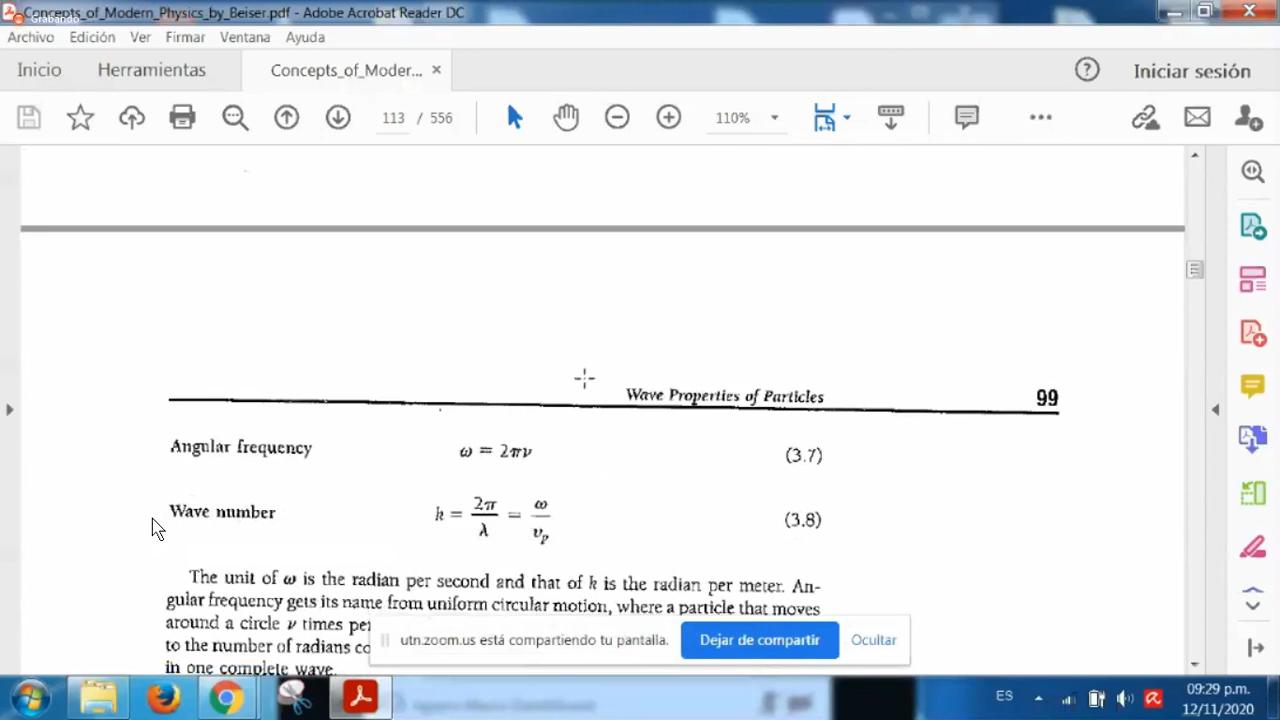 Concepts_of_Modern_Physics_by_Beiser.pdf - Adobe Acrobat Reader DC
Grabando
Archivo Edición Ver Firmar Ventana Ayuda
Inicio Herramientas Concepts_of_Moder... × Iniciar sesión
113 / 556 110%
Wave Properties of Particles 99
Angular frequency ω = 2πν (3.7)
Wave number k = 2π/λ = ω/v_p (3.8)
The unit of ω is the radian per second and that of k is the radian per meter. An-
gular frequency gets its name from uniform circular motion, where a particle that moves
around a circle ν times per
to the number of radians
in one complete wave.
utn.zoom.us está compartiendo tu pantalla. Dejar de compartir Ocultar
ES 09:29 p.m.
12/11/2020